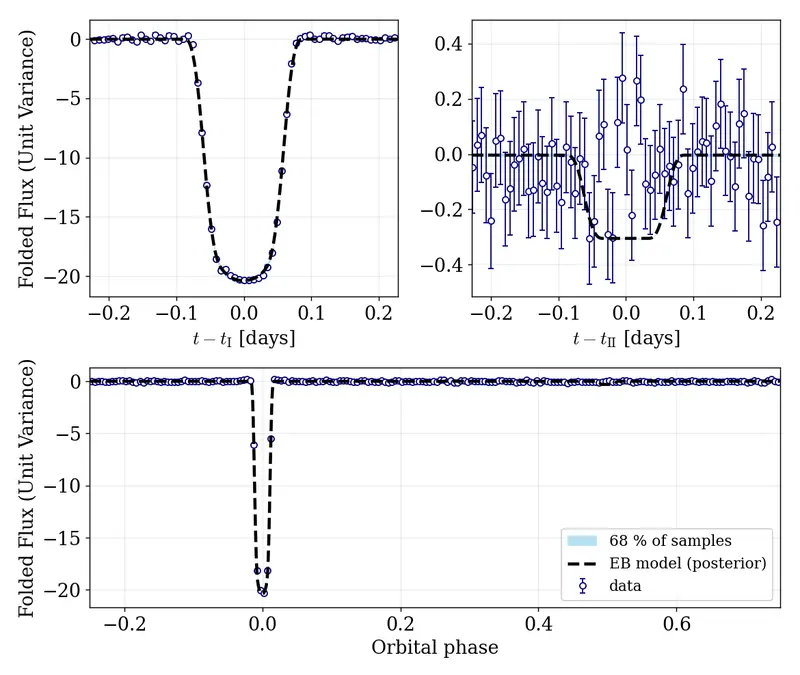 Folded Flux (Unit Variance)
0
−5
−10
−15
−20
−0.2 −0.1 0.0 0.1 0.2
t − tI [days]
0.4
0.2
0.0
−0.2
−0.4
−0.2 −0.1 0.0 0.1 0.2
t − tII [days]
Folded Flux (Unit Variance)
0
−5
−10
−15
−20
68 % of samples
EB model (posterior)
data
−0.2 0.0 0.2 0.4 0.6
Orbital phase